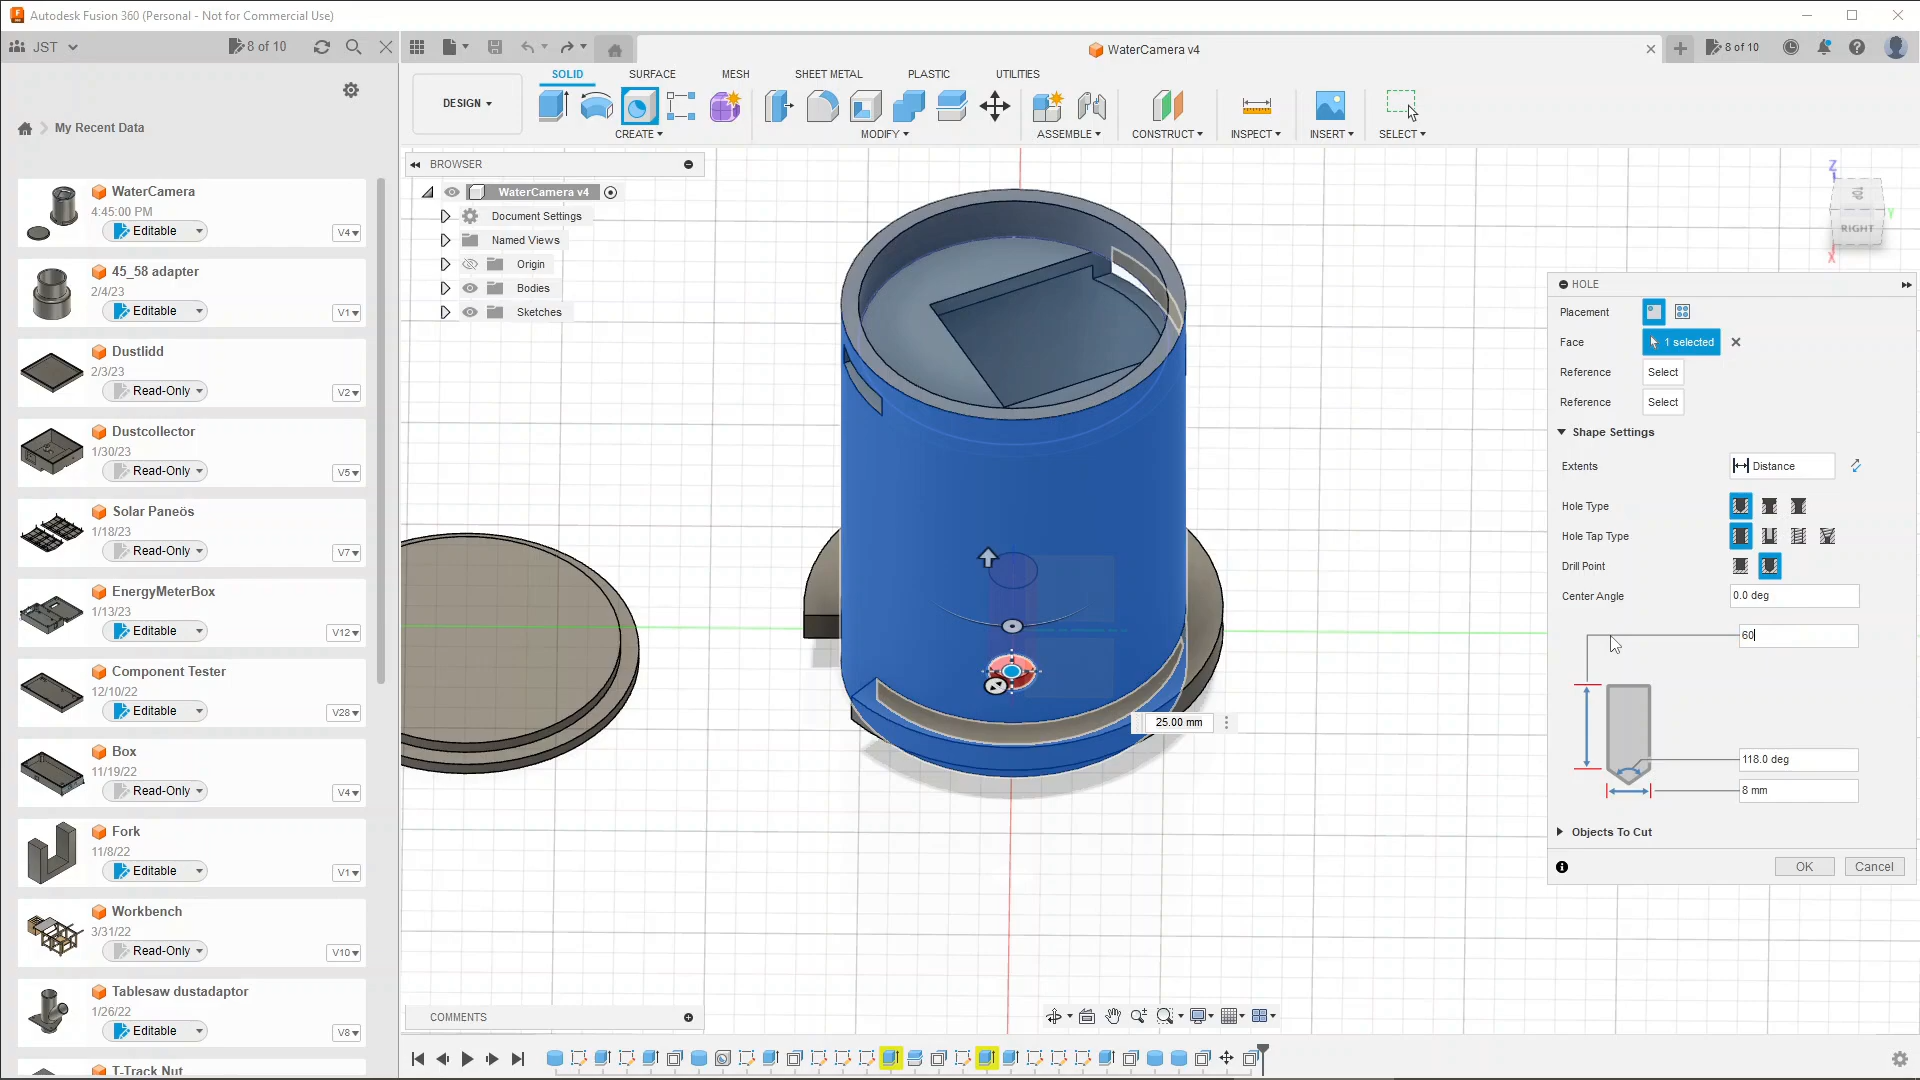 Autodesk Fusion 360 (Personal - Not for Commercial Use)
JST
8 of 10
WaterCamera v4
8 of 10
DESIGN
SOLID
SURFACE
MESH
SHEET METAL
PLASTIC
UTILITIES
CREATE
MODIFY
ASSEMBLE
CONSTRUCT
INSPECT
INSERT
SELECT
My Recent Data
WaterCamera
4:45:00 PM
Editable
V4
45_58 adapter
2/4/23
Editable
V1
Dustlidd
2/3/23
Read-Only
V2
Dustcollector
1/30/23
Read-Only
V5
Solar Paneös
1/18/23
Read-Only
V7
EnergyMeterBox
1/13/23
Editable
V12
Component Tester
12/10/22
Editable
V28
Box
11/19/22
Read-Only
V4
Fork
11/8/22
Editable
V1
Workbench
3/31/22
Read-Only
V10
Tablesaw dustadaptor
1/26/22
Editable
V8
T-Track Nut
BROWSER
WaterCamera v4
Document Settings
Named Views
Origin
Bodies
Sketches
25.00 mm
COMMENTS
Z
TOP
Y
RIGHT
X
HOLE
Placement
Face
1 selected
Reference
Select
Reference
Select
Shape Settings
Extents
Distance
Hole Type
Hole Tap Type
Drill Point
Center Angle
0.0 deg
60
118.0 deg
8 mm
Objects To Cut
OK
Cancel